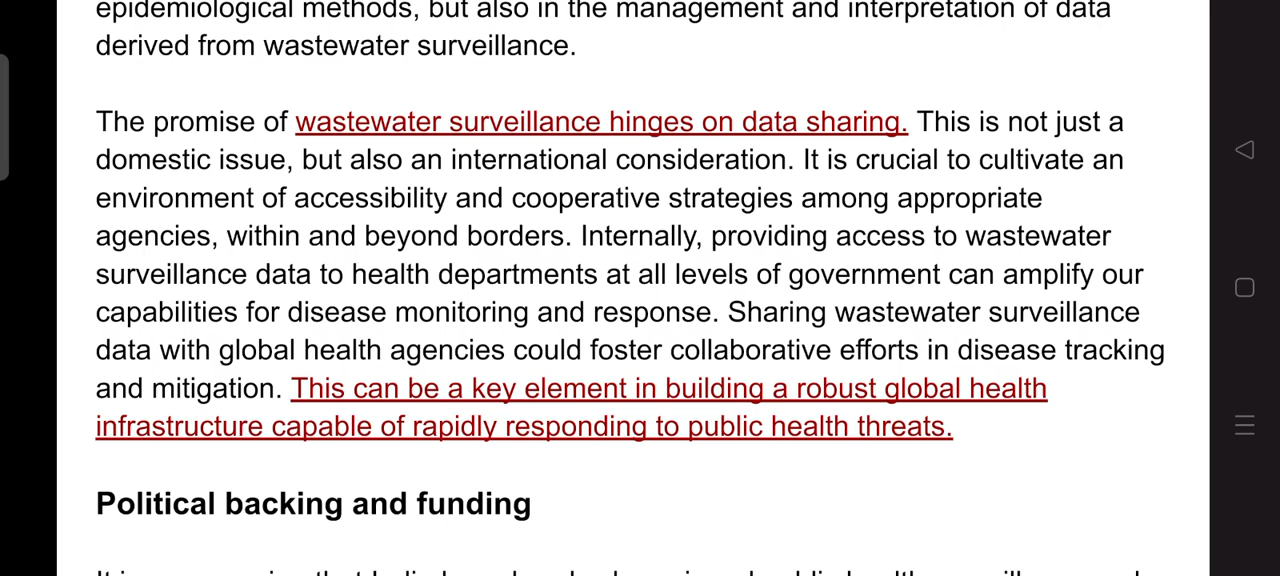 epidemiological methods, but also in the management and interpretation of data
derived from wastewater surveillance.
The promise of wastewater surveillance hinges on data sharing. This is not just a
domestic issue, but also an international consideration. It is crucial to cultivate an
environment of accessibility and cooperative strategies among appropriate
agencies, within and beyond borders. Internally, providing access to wastewater
surveillance data to health departments at all levels of government can amplify our
capabilities for disease monitoring and response. Sharing wastewater surveillance
data with global health agencies could foster collaborative efforts in disease tracking
and mitigation. This can be a key element in building a robust global health
infrastructure capable of rapidly responding to public health threats.
Political backing and funding